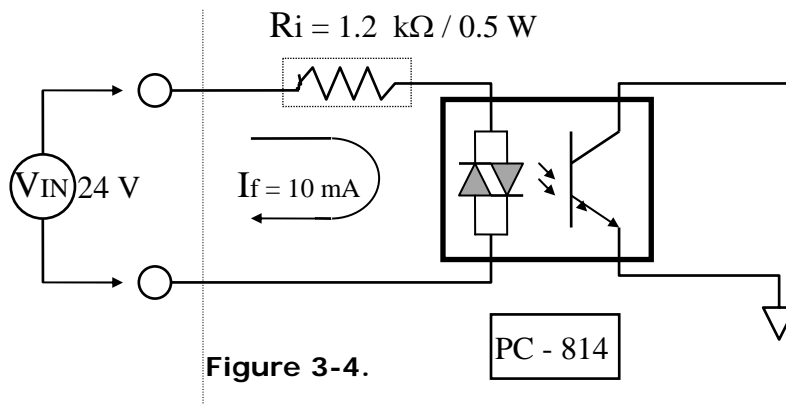 Ri = 1.2 kΩ / 0.5 W
VIN 24 V
If = 10 mA
PC - 814
Figure 3-4.